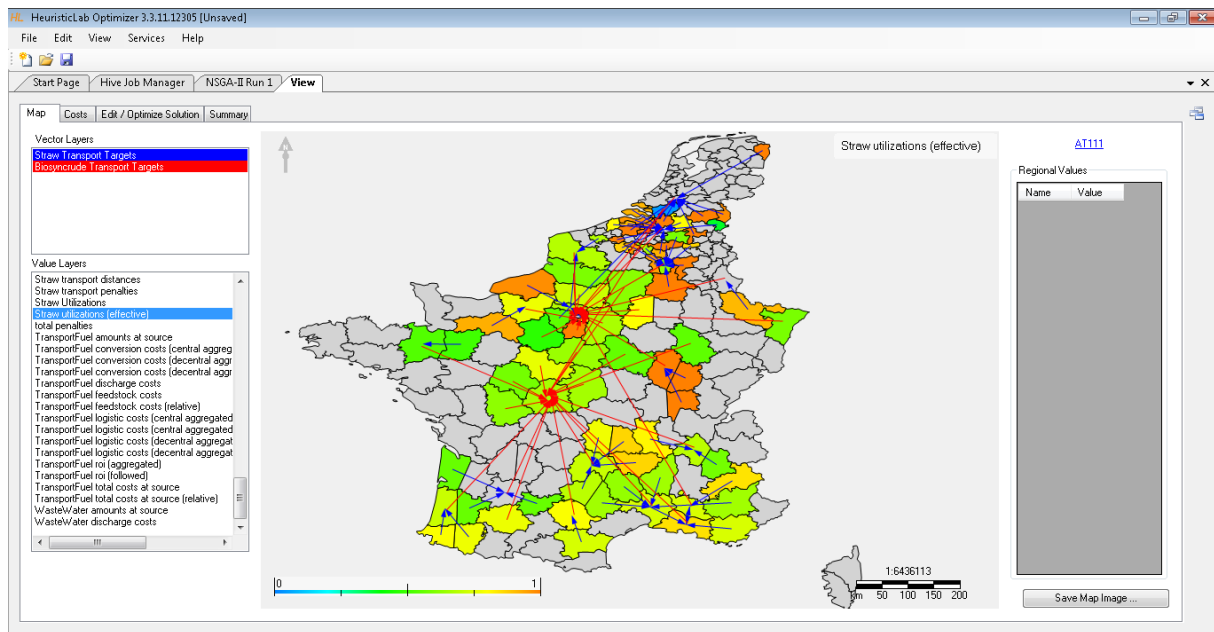 HL HeuristicLab Optimizer 3.3.11.12305 [Unsaved]
File Edit View Services Help
Start Page Hive Job Manager NSGA-II Run 1 View
Map Costs Edit / Optimize Solution Summary
Vector Layers
Straw Transport Targets
Biosyncrude Transport Targets
Value Layers
Straw transport distances
Straw transport penalties
Straw Utilizations
Straw utilizations (effective)
total penalties
TransportFuel amounts at source
TransportFuel conversion costs (central aggreg
TransportFuel conversion costs (decentral aggr
TransportFuel conversion costs (decentral aggr
TransportFuel discharge costs
TransportFuel feedstock costs
TransportFuel feedstock costs (relative)
TransportFuel logistic costs (central aggregated
TransportFuel logistic costs (central aggregated
TransportFuel logistic costs (decentral aggregat
TransportFuel roi (aggregated)
TransportFuel roi (followed)
TransportFuel total costs at source
TransportFuel total costs at source (relative)
WasteWater amounts at source
WasteWater discharge costs
N
Straw utilizations (effective)
0 1
1:6436113
km 50 100 150 200
AT111
Regional Values
Name Value
Save Map Image ...